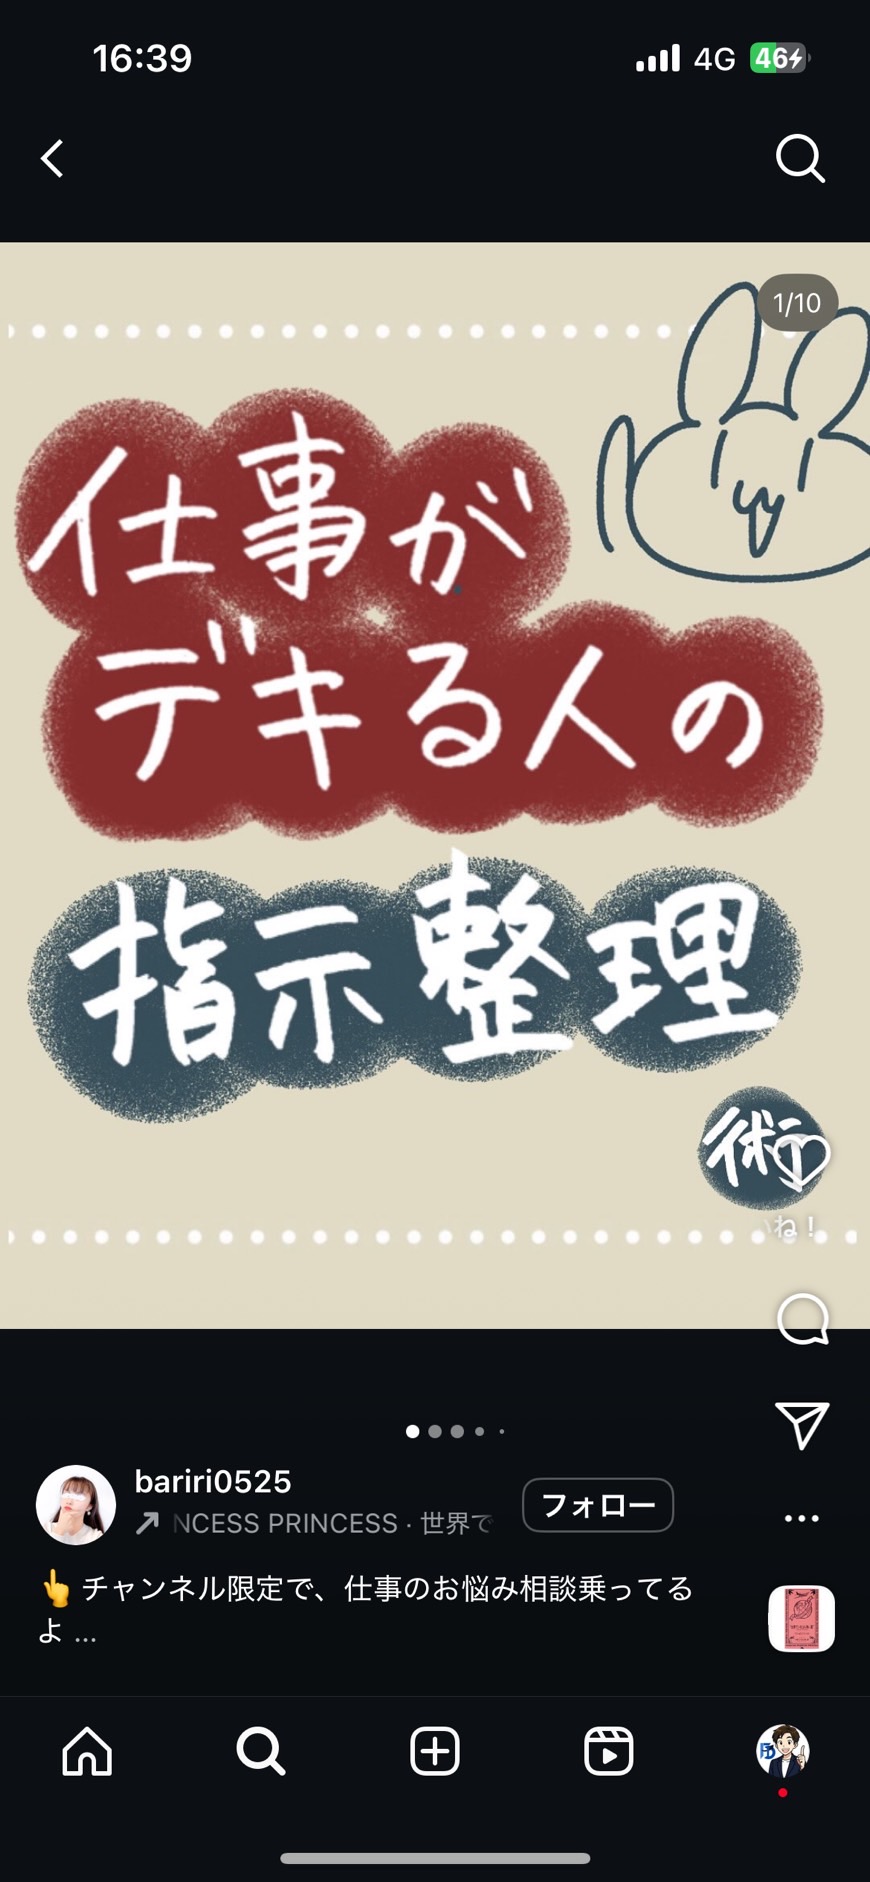 16:39
4G
46
1/10
仕事が
デキる人の
指示整理
術
いね！
bariri0525
NCESS PRINCESS · 世界で
フォロー
👆 チャンネル限定で、仕事のお悩み相談乗ってる
よ ...